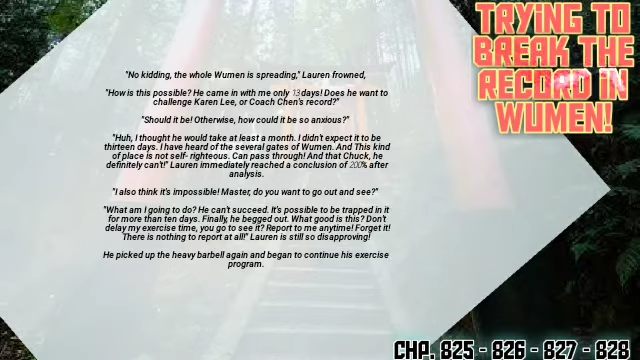 TRYING TO
BREAK THE
RECORD IN
WUMEN!
"No kidding, the whole Wumen is spreading," Lauren frowned,
"How is this possible? He came in with me only 13 days! Does he want to
challenge Karen Lee, or Coach Chen's record?"
"Should it be! Otherwise, how could it be so anxious?"
"Huh, I thought he would take at least a month. I didn't expect it to be
thirteen days. I have heard of the several gates of Wumen. And This kind
of place is not self- righteous. Can pass through! And that Chuck, he
definitely can't!" Lauren immediately reached a conclusion of 200% after
analysis.
"I also think it's impossible! Master, do you want to go out and see?"
"What am I going to do? He can't succeed. It's possible to be trapped in it
for more than ten days. Finally, he begged out. What good is this? Don't
delay my exercise time, you go to see it? Report to me anytime! Forget it!
There is nothing to report at all!" Lauren is still so disapproving!
He picked up the heavy barbell again and began to continue his exercise
program.
CHP. 825 - 826 - 827 - 828